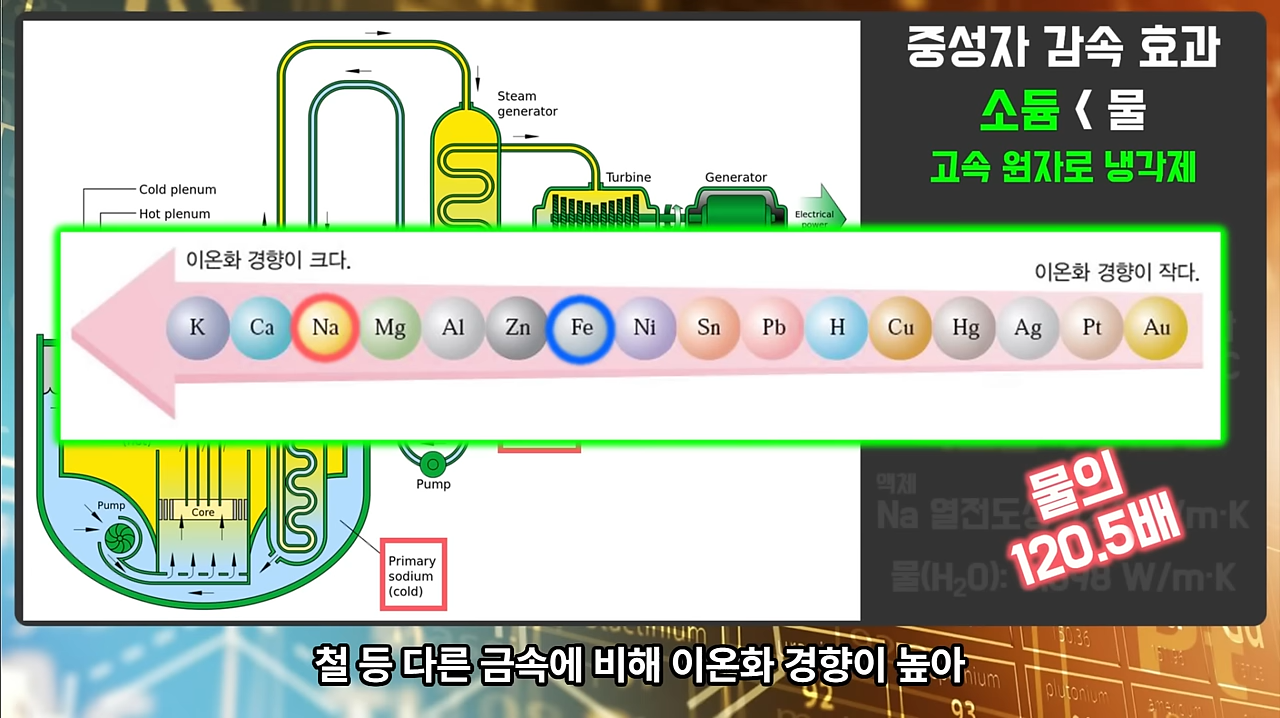 중성자 감속 효과
소듐 < 물
고속 원자로 냉각제
Steam
generator
Turbine
Generator
Electrical
power
Cold plenum
Hot plenum
이온화 경향이 크다.
이온화 경향이 작다.
K Ca Na Mg Al Zn Fe Ni Sn Pb H Cu Hg Ag Pt Au
Pump
Pump
Core
Primary
sodium
(cold)
액체
Na 열전도
m·K
물의
120.5배
물(H₂O):
W/m·K
철 등 다른 금속에 비해 이온화 경향이 높아
92
93
plutonium